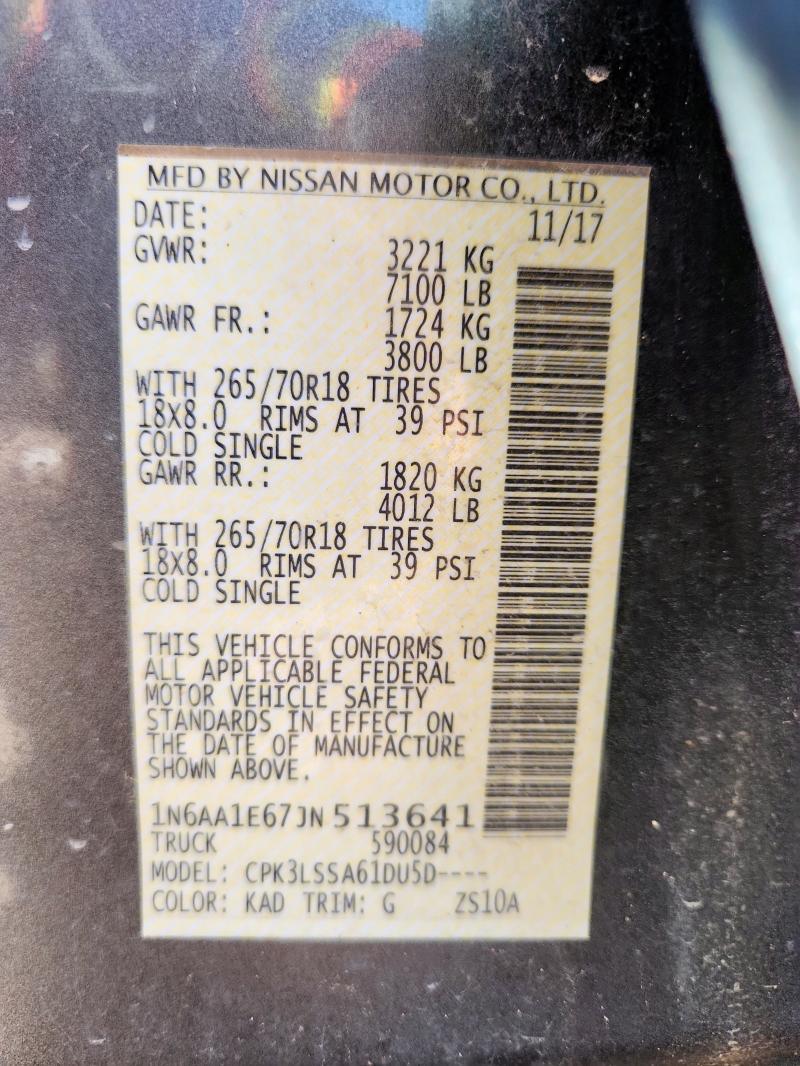 MFD BY NISSAN MOTOR CO., LTD.
DATE: 11/17
GVWR: 3221 KG
7100 LB
GAWR FR.: 1724 KG
3800 LB
WITH 265/70R18 TIRES
18X8.0 RIMS AT 39 PSI
COLD SINGLE
GAWR RR.: 1820 KG
4012 LB
WITH 265/70R18 TIRES
18X8.0 RIMS AT 39 PSI
COLD SINGLE
THIS VEHICLE CONFORMS TO
ALL APPLICABLE FEDERAL
MOTOR VEHICLE SAFETY
STANDARDS IN EFFECT ON
THE DATE OF MANUFACTURE
SHOWN ABOVE.
1N6AA1E67JN513641
TRUCK 590084
MODEL: CPK3LSSA61DU5D----
COLOR: KAD TRIM: G ZS10A